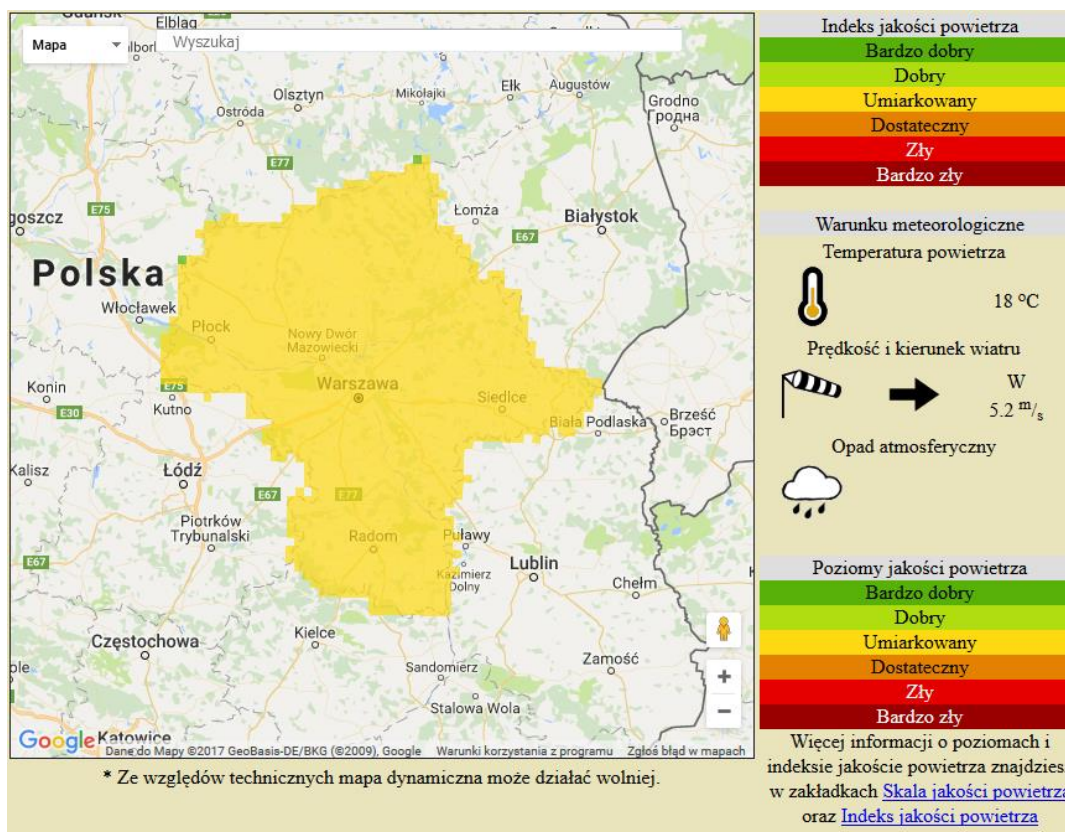 Gdańsk
Elbląg
Mapa
Wyszukaj
Malbork
Olsztyn
Mikołajki
Ełk
Augustów
Ostróda
Grodno
Гродна
E77
E75
Łomża
Białystok
E67
Polska
Włocławek
Płock
Nowy Dwór
Mazowiecki
Warszawa
Konin
E75
Kutno
E30
Siedlce
Biała Podlaska
Brześć
Брэст
Kalisz
Łódź
E67
E77
Piotrków
Trybunalski
Radom
Puławy
E67
Kazimierz
Dolny
Lublin
Chełm
Częstochowa
Kielce
Sandomierz
Zamość
Stalowa Wola
+
−
Google
Katowice
Dane do Mapy ©2017 GeoBasis-DE/BKG (©2009), Google
Warunki korzystania z programu
Zgłoś błąd w mapach
* Ze względów technicznych mapa dynamiczna może działać wolniej.
Indeks jakości powietrza
Bardzo dobry
Dobry
Umiarkowany
Dostateczny
Zły
Bardzo zły
Warunku meteorologiczne
Temperatura powietrza
18 °C
Prędkość i kierunek wiatru
W
5.2 m/s
Opad atmosferyczny
Poziomy jakości powietrza
Bardzo dobry
Dobry
Umiarkowany
Dostateczny
Zły
Bardzo zły
Więcej informacji o poziomach i
indeksie jakoście powietrza znajdzies
w zakładkach Skala jakości powietrza
oraz Indeks jakości powietrza